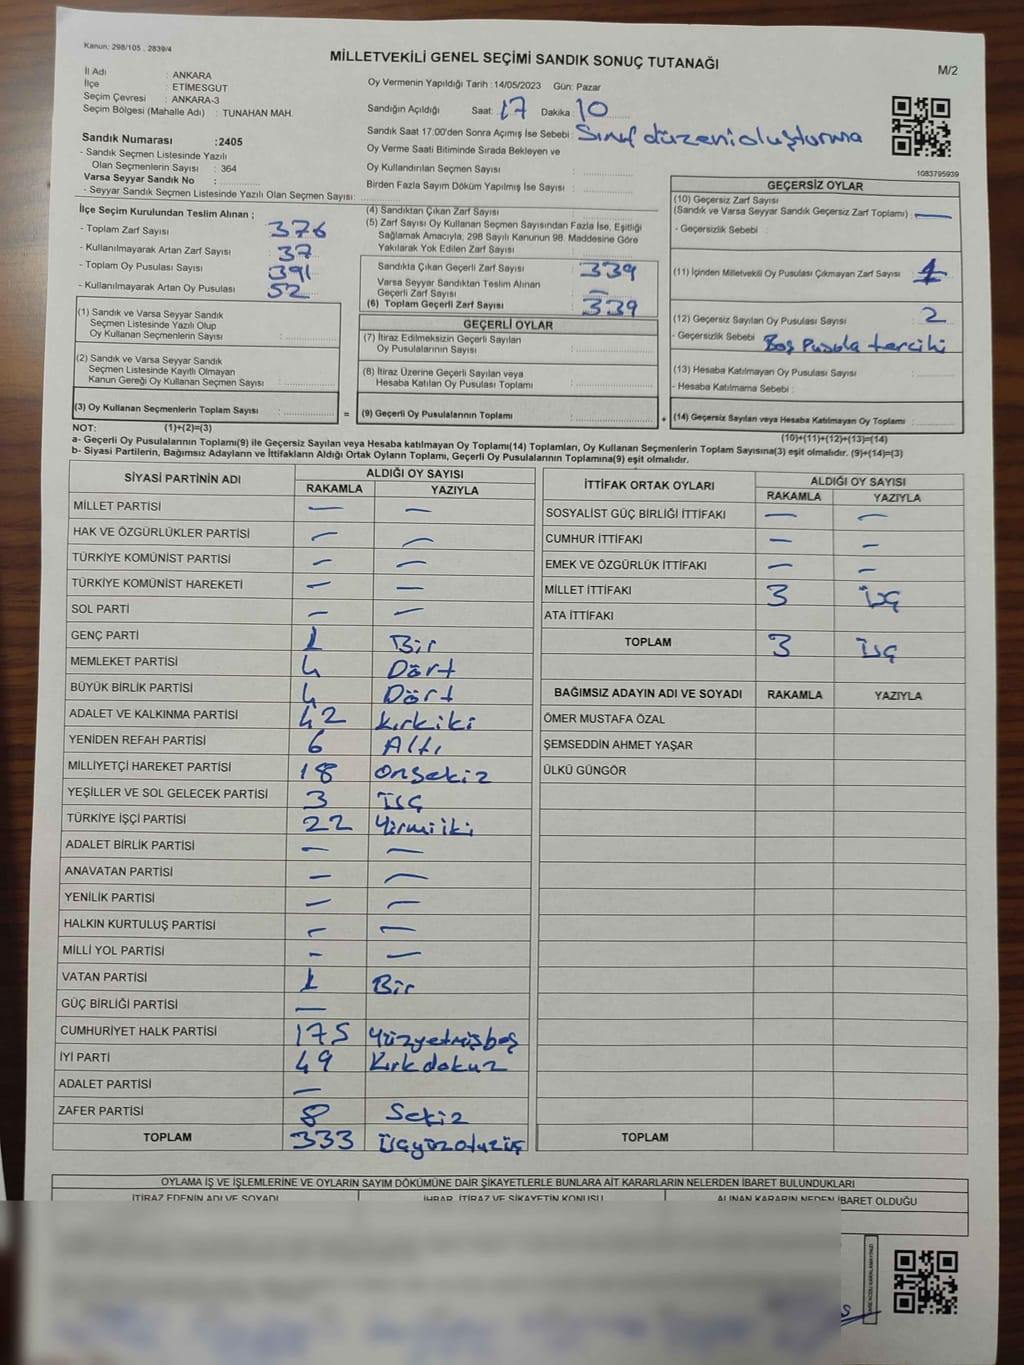 Kanun: 298/105 , 2839/4
MİLLETVEKİLİ GENEL SEÇİMİ SANDIK SONUÇ TUTANAĞI
M/2
İl Adı : ANKARA
İlçe : ETİMESGUT
Seçim Çevresi : ANKARA-3
Seçim Bölgesi (Mahalle Adı) : TUNAHAN MAH.
Sandık Numarası :2405
- Sandık Seçmen Listesinde Yazılı
Olan Seçmenlerin Sayısı : 364
Varsa Seyyar Sandık No :
- Seyyar Sandık Seçmen Listesinde Yazılı Olan Seçmen Sayısı:
Oy Vermenin Yapıldığı Tarih :14/05/2023 Gün: Pazar
Sandığın Açıldığı Saat: 17 Dakika : 10
Sandık Saat 17:00'den Sonra Açımış İse Sebebi : Sınıf düzeni oluşturma
Oy Verme Saati Bitiminde Sırada Bekleyen ve
Oy Kullandırılan Seçmen Sayısı :
Birden Fazla Sayım Döküm Yapılmış İse Sayısı :
1083795939
İlçe Seçim Kurulundan Teslim Alınan ;
- Toplam Zarf Sayısı 376
- Kullanılmayarak Artan Zarf Sayısı : 37
- Toplam Oy Pusulası Sayısı 391
- Kullanılmayarak Artan Oy Pusulası 52
(1) Sandık ve Varsa Seyyar Sandık
Seçmen Listesinde Yazılı Olup
Oy Kullanan Seçmenlerin Sayısı :
(2) Sandık ve Varsa Seyyar Sandık
Seçmen Listesinde Kayıtlı Olmayan
Kanun Gereği Oy Kullanan Seçmen Sayısı :
(3) Oy Kullanan Seçmenlerin Toplam Sayısı :
(4) Sandıktan Çıkan Zarf Sayısı
(5) Zarf Sayısı Oy Kullanan Seçmen Sayısından Fazla İse, Eşitliği
Sağlamak Amacıyla, 298 Sayılı Kanunun 98. Maddesine Göre
Yakılarak Yok Edilen Zarf Sayısı :
Sandıkta Çıkan Geçerli Zarf Sayısı : 339
Varsa Seyyar Sandıktan Teslim Alınan
Geçerli Zarf Sayısı : –
(6) Toplam Geçerli Zarf Sayısı : 339
GEÇERLİ OYLAR
(7) İtiraz Edilmeksizin Geçerli Sayılan
Oy Pusulalarının Sayısı :
(8) İtiraz Üzerine Geçerli Sayılan veya
Hesaba Katılan Oy Pusulası Toplamı :
= (9) Geçerli Oy Pusulalarının Toplamı :
GEÇERSİZ OYLAR
(10) Geçersiz Zarf Sayısı
(Sandık ve Varsa Seyyar Sandık Geçersiz Zarf Toplamı) : —
- Geçersizlik Sebebi :
(11) İçinden Milletvekili Oy Pusulası Çıkmayan Zarf Sayısı : 4
(12) Geçersiz Sayılan Oy Pusulası Sayısı : 2
- Geçersizlik Sebebi : Boş Pusula tercihi
(13) Hesaba Katılmayan Oy Pusulası Sayısı :
- Hesaba Katılmama Sebebi :
+ (14) Geçersiz Sayılan veya Hesaba Katılmayan Oy Toplamı :
NOT: (1)+(2)=(3)
(10)+(11)+(12)+(13)=(14)
a- Geçerli Oy Pusulalarının Toplamı(9) ile Geçersiz Sayılan veya Hesaba katılmayan Oy Toplamı(14) Toplamları, Oy Kullanan Seçmenlerin Toplam Sayısına(3) eşit olmalıdır. (9)+(14)=(3)
b- Siyasi Partilerin, Bağımsız Adayların ve İttifakların Aldığı Ortak Oyların Toplamı, Geçerli Oy Pusulalarının Toplamına(9) eşit olmalıdır.
SİYASİ PARTİNİN ADI ALDIĞI OY SAYISI
RAKAMLA YAZIYLA
MİLLET PARTİSİ — —
HAK VE ÖZGÜRLÜKLER PARTİSİ — —
TÜRKİYE KOMÜNİST PARTİSİ — —
TÜRKİYE KOMÜNİST HAREKETİ — —
SOL PARTİ — —
GENÇ PARTİ 1 Bir
MEMLEKET PARTİSİ 4 Dört
BÜYÜK BİRLİK PARTİSİ 4 Dört
ADALET VE KALKINMA PARTİSİ 42 Kırkiki
YENİDEN REFAH PARTİSİ 6 Altı
MİLLİYETÇİ HAREKET PARTİSİ 18 Onsekiz
YEŞİLLER VE SOL GELECEK PARTİSİ 3 Üç
TÜRKİYE İŞÇİ PARTİSİ 22 Yirmiiki
ADALET BİRLİK PARTİSİ — —
ANAVATAN PARTİSİ — —
YENİLİK PARTİSİ — —
HALKIN KURTULUŞ PARTİSİ — —
MİLLİ YOL PARTİSİ — —
VATAN PARTİSİ 1 Bir
GÜÇ BİRLİĞİ PARTİSİ —
CUMHURİYET HALK PARTİSİ 175 Yüzyetmişbeş
İYİ PARTİ 49 Kırkdokuz
ADALET PARTİSİ —
ZAFER PARTİSİ 8 Sekiz
TOPLAM 333 Üçyüzotuzüç
İTTİFAK ORTAK OYLARI ALDIĞI OY SAYISI
RAKAMLA YAZIYLA
SOSYALİST GÜÇ BİRLİĞİ İTTİFAKI — —
CUMHUR İTTİFAKI — —
EMEK VE ÖZGÜRLÜK İTTİFAKI — —
MİLLET İTTİFAKI 3 Üç
ATA İTTİFAKI
TOPLAM 3 Üç
BAĞIMSIZ ADAYIN ADI VE SOYADI RAKAMLA YAZIYLA
ÖMER MUSTAFA ÖZAL
ŞEMSEDDİN AHMET YAŞAR
ÜLKÜ GÜNGÖR
TOPLAM
OYLAMA İŞ VE İŞLEMLERİNE VE OYLARIN SAYIM DÖKÜMÜNE DAİR ŞİKAYETLERLE BUNLARA AİT KARARLARIN NELERDEN İBARET BULUNDUKLARI
İTİRAZ EDENİN ADI VE SOYADI İHBAR, İTİRAZ VE ŞİKAYETİN KONUSU ALINAN KARARIN NEDEN İBARET OLDUĞU